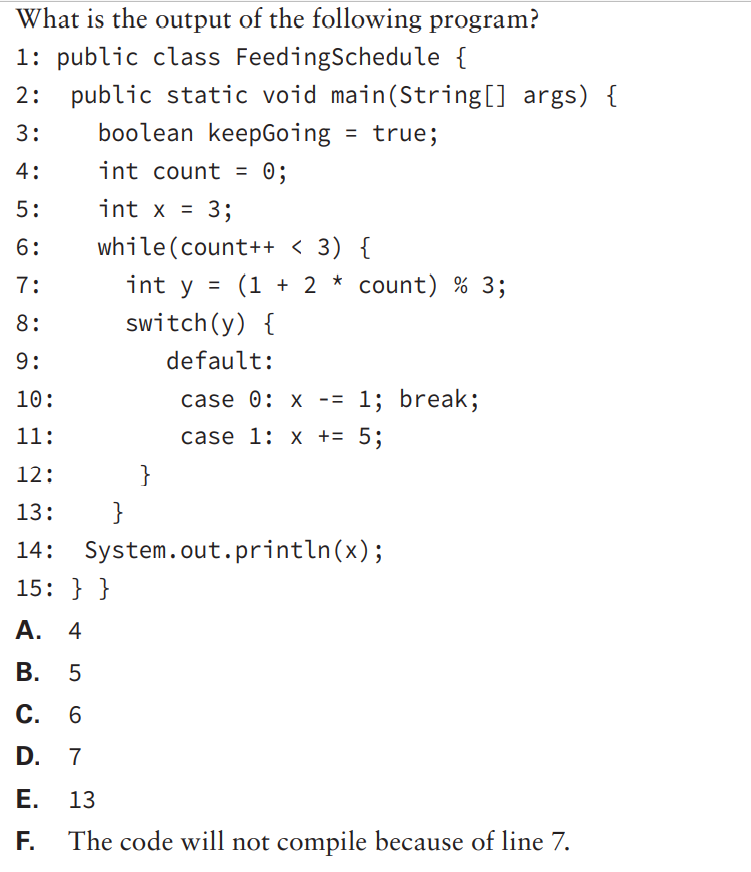 What is the output of the following program?
1: public class FeedingSchedule {
2: public static void main(String[] args) {
3: boolean keepGoing = true;
4: int count = 0;
5: int x = 3;
6: while(count++ < 3) {
7: int y = (1 + 2 * count) % 3;
8: switch(y) {
9: default:
10: case 0: x -= 1; break;
11: case 1: x += 5;
12: }
13: }
14: System.out.println(x);
15: } }
A. 4
B. 5
C. 6
D. 7
E. 13
F. The code will not compile because of line 7.